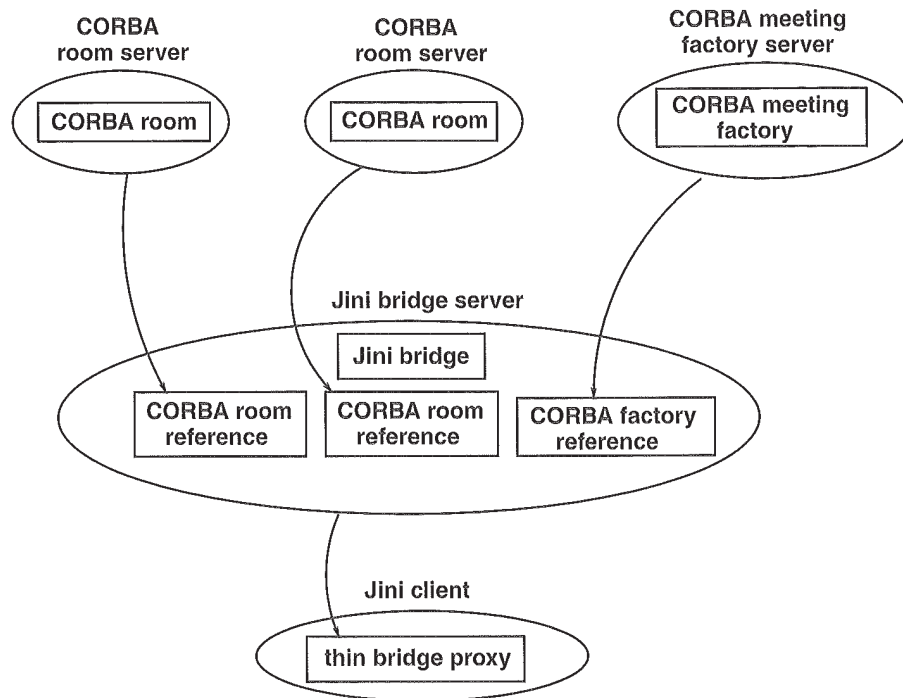 CORBA
room server
CORBA
room server
CORBA meeting
factory server
CORBA room
CORBA room
CORBA meeting
factory
Jini bridge server
Jini bridge
CORBA room
reference
CORBA room
reference
CORBA factory
reference
Jini client
thin bridge proxy